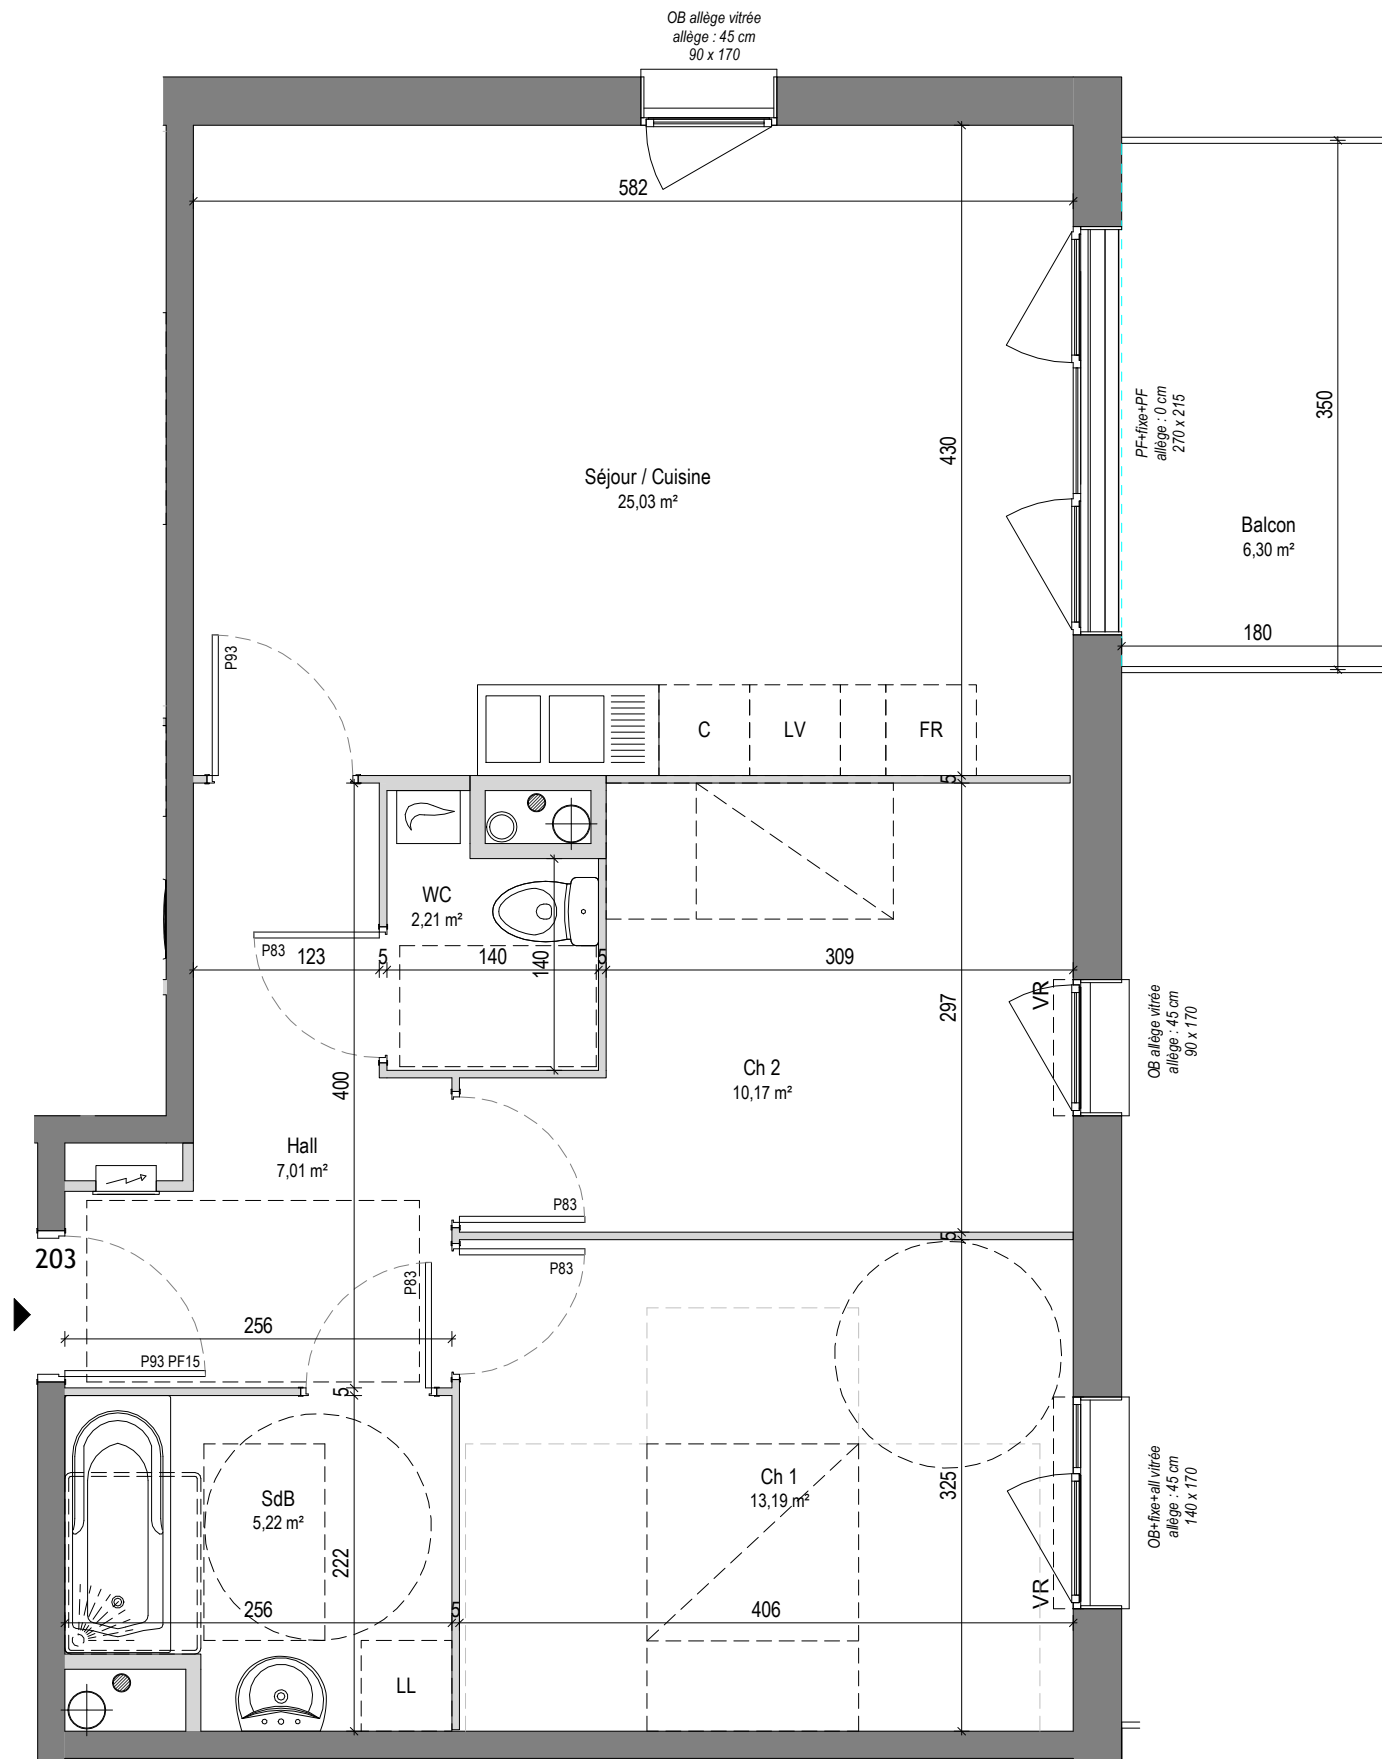 OB allège vitrée
allège : 45 cm
90 x 170
582
P93
430
Séjour / Cuisine
25,03 m²
PF+fixe+PF
allège : 0 cm
270 x 215
350
Balcon
6,30 m²
180
C
LV
FR
5
WC
2,21 m²
P83
123
5
140
140
5
309
297
VR
OB allège vitrée
allège : 45 cm
90 x 170
Ch 2
10,17 m²
400
Hall
7,01 m²
P83
5
203
P83
P83
256
P93 PF15
5
Ch 1
13,19 m²
325
OB+fixe+all vitrée
allège : 45 cm
140 x 170
SdB
5,22 m²
222
VR
256
5
406
LL